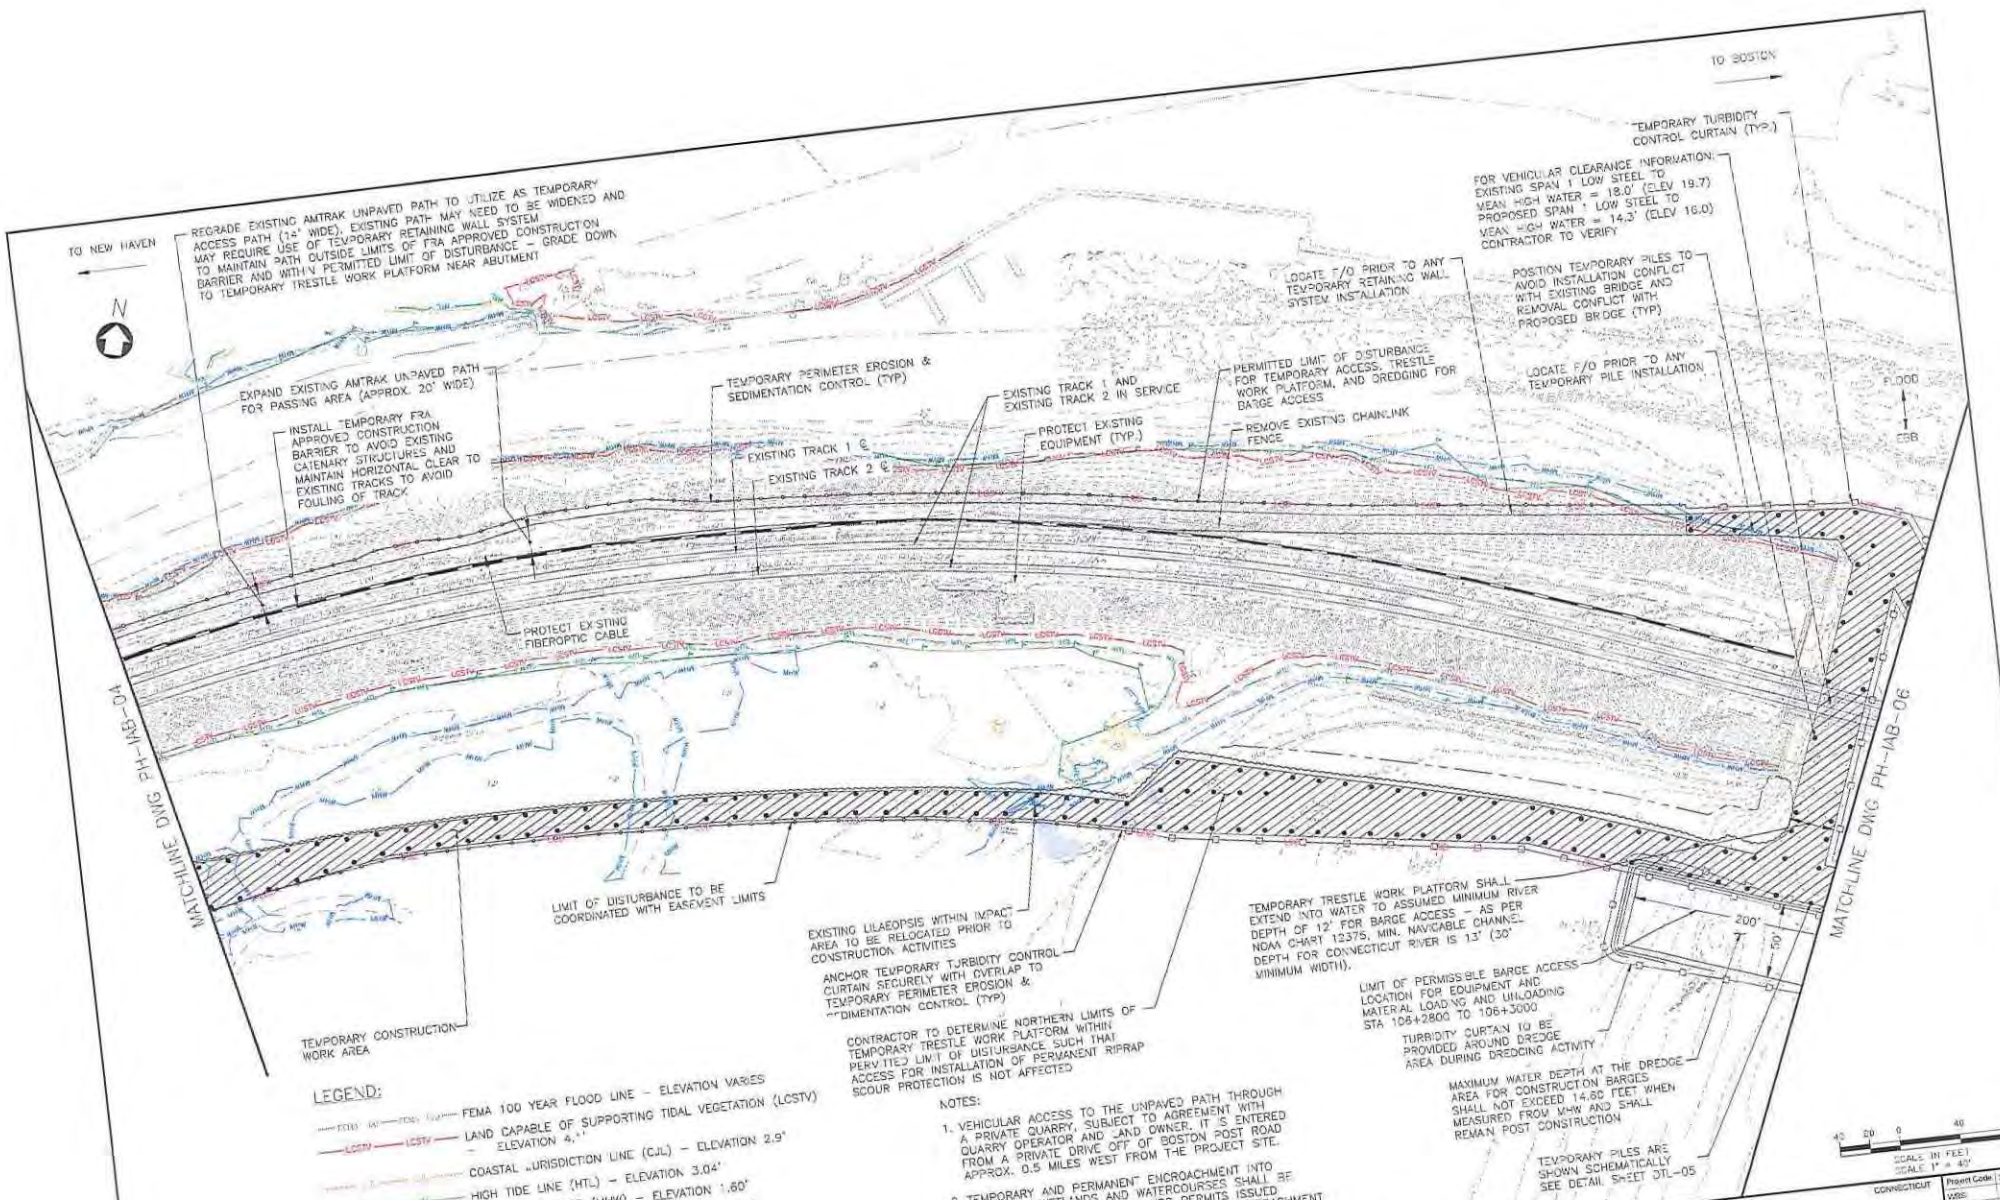 TO BOSTON
TO NEW HAVEN
N
REGRADE EXISTING AMTRAK UNPAVED PATH TO UTILIZE AS TEMPORARY
ACCESS PATH (14' WIDE). EXISTING PATH MAY NEED TO BE WIDENED AND
MAY REQUIRE USE OF TEMPORARY RETAINING WALL SYSTEM
TO MAINTAIN PATH OUTSIDE LIMITS OF FRA APPROVED CONSTRUCTION
BARRIER AND WITHIN PERMITTED LIMIT OF DISTURBANCE – GRADE DOWN
TO TEMPORARY TRESTLE WORK PLATFORM NEAR ABUTMENT
TEMPORARY TURBIDITY
CONTROL CURTAIN (TYP.)
FOR VEHICULAR CLEARANCE INFORMATION:
EXISTING SPAN 1 LOW STEEL TO
MEAN HIGH WATER = 18.0' (ELEV 19.7)
PROPOSED SPAN 1 LOW STEEL TO
MEAN HIGH WATER = 14.3' (ELEV 16.0)
CONTRACTOR TO VERIFY
LOCATE F/O PRIOR TO ANY
TEMPORARY RETAINING WALL
SYSTEM INSTALLATION
POSITION TEMPORARY PILES TO
AVOID INSTALLATION CONFLICT
WITH EXISTING BRIDGE AND
REMOVAL CONFLICT WITH
PROPOSED BRIDGE (TYP)
LOCATE F/O PRIOR TO ANY
TEMPORARY PILE INSTALLATION
FLOOD
EBB
EXPAND EXISTING AMTRAK UNPAVED PATH
FOR PASSING AREA (APPROX. 20' WIDE)
INSTALL TEMPORARY FRA
APPROVED CONSTRUCTION
BARRIER TO AVOID EXISTING
CATENARY STRUCTURES AND
MAINTAIN HORIZONTAL CLEAR TO
EXISTING TRACKS TO AVOID
FOULING OF TRACK
TEMPORARY PERIMETER EROSION &
SEDIMENTATION CONTROL (TYP)
EXISTING TRACK 1 AND
EXISTING TRACK 2 IN SERVICE
PERMITTED LIMIT OF DISTURBANCE
FOR TEMPORARY ACCESS, TRESTLE
WORK PLATFORM, AND DREDGING FOR
BARGE ACCESS
PROTECT EXISTING
EQUIPMENT (TYP.)
REMOVE EXISTING CHAINLINK
FENCE
EXISTING TRACK 1 ℄
EXISTING TRACK 2 ℄
PROTECT EXISTING
FIBEROPTIC CABLE
MATCHLINE DWG PH-IAB-04
MATCHLINE DWG PH-IAB-06
LIMIT OF DISTURBANCE TO BE
COORDINATED WITH EASEMENT LIMITS
EXISTING LILAEOPSIS WITHIN IMPACT
AREA TO BE RELOCATED PRIOR TO
CONSTRUCTION ACTIVITIES
ANCHOR TEMPORARY TURBIDITY CONTROL
CURTAIN SECURELY WITH OVERLAP TO
TEMPORARY PERIMETER EROSION &
SEDIMENTATION CONTROL (TYP)
CONTRACTOR TO DETERMINE NORTHERN LIMITS OF
TEMPORARY TRESTLE WORK PLATFORM WITHIN
PERMITTED LIMIT OF DISTURBANCE SUCH THAT
ACCESS FOR INSTALLATION OF PERMANENT RIPRAP
SCOUR PROTECTION IS NOT AFFECTED
TEMPORARY TRESTLE WORK PLATFORM SHALL
EXTEND INTO WATER TO ASSUMED MINIMUM RIVER
DEPTH OF 12' FOR BARGE ACCESS – AS PER
NOAA CHART 12375, MIN. NAVIGABLE CHANNEL
DEPTH FOR CONNECTICUT RIVER IS 13' (30'
MINIMUM WIDTH).
200'
50'
LIMIT OF PERMISSIBLE BARGE ACCESS
LOCATION FOR EQUIPMENT AND
MATERIAL LOADING AND UNLOADING
STA 106+2800 TO 106+3000
TURBIDITY CURTAIN TO BE
PROVIDED AROUND DREDGE
AREA DURING DREDGING ACTIVITY
MAXIMUM WATER DEPTH AT THE DREDGE
AREA FOR CONSTRUCTION BARGES
SHALL NOT EXCEED 14.60 FEET WHEN
MEASURED FROM MHW AND SHALL
REMAIN POST CONSTRUCTION
TEMPORARY PILES ARE
SHOWN SCHEMATICALLY
SEE DETAIL SHEET DTL-05
TEMPORARY CONSTRUCTION
WORK AREA
LEGEND:
FEMA 100 YEAR FLOOD LINE – ELEVATION VARIES
LCSTV LCSTV LAND CAPABLE OF SUPPORTING TIDAL VEGETATION (LCSTV)
– ELEVATION
COASTAL JURISDICTION LINE (CJL) – ELEVATION 2.9'
HIGH TIDE LINE (HTL) – ELEVATION 3.04'
– ELEVATION 1.60'
NOTES:
1. VEHICULAR ACCESS TO THE UNPAVED PATH THROUGH
A PRIVATE QUARRY, SUBJECT TO AGREEMENT WITH
QUARRY OPERATOR AND LAND OWNER. IT IS ENTERED
FROM A PRIVATE DRIVE OFF OF BOSTON POST ROAD
APPROX. 0.5 MILES WEST FROM THE PROJECT SITE.
TEMPORARY AND PERMANENT ENCROACHMENT INTO
AND WATERCOURSES SHALL BE
PERMITS ISSUED
40 20 0 40
SCALE IN FEET
SCALE 1" = 40'
CONNECTICUT
Project Code